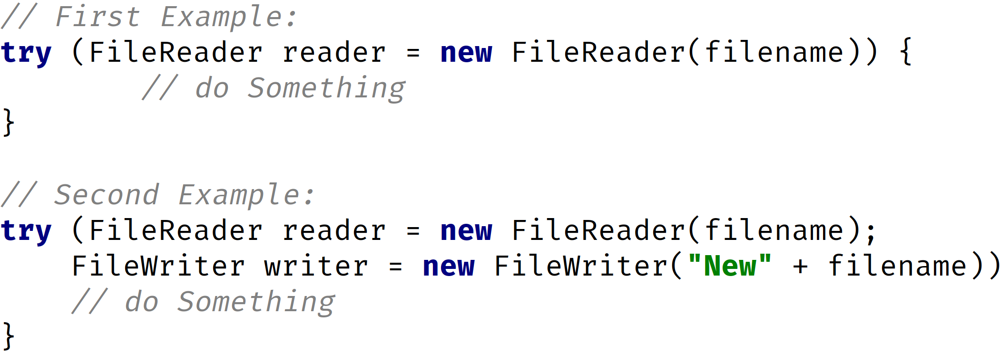 // First Example:
try (FileReader reader = new FileReader(filename)) {
        // do Something
}

// Second Example:
try (FileReader reader = new FileReader(filename);
    FileWriter writer = new FileWriter("New" + filename))
    // do Something
}